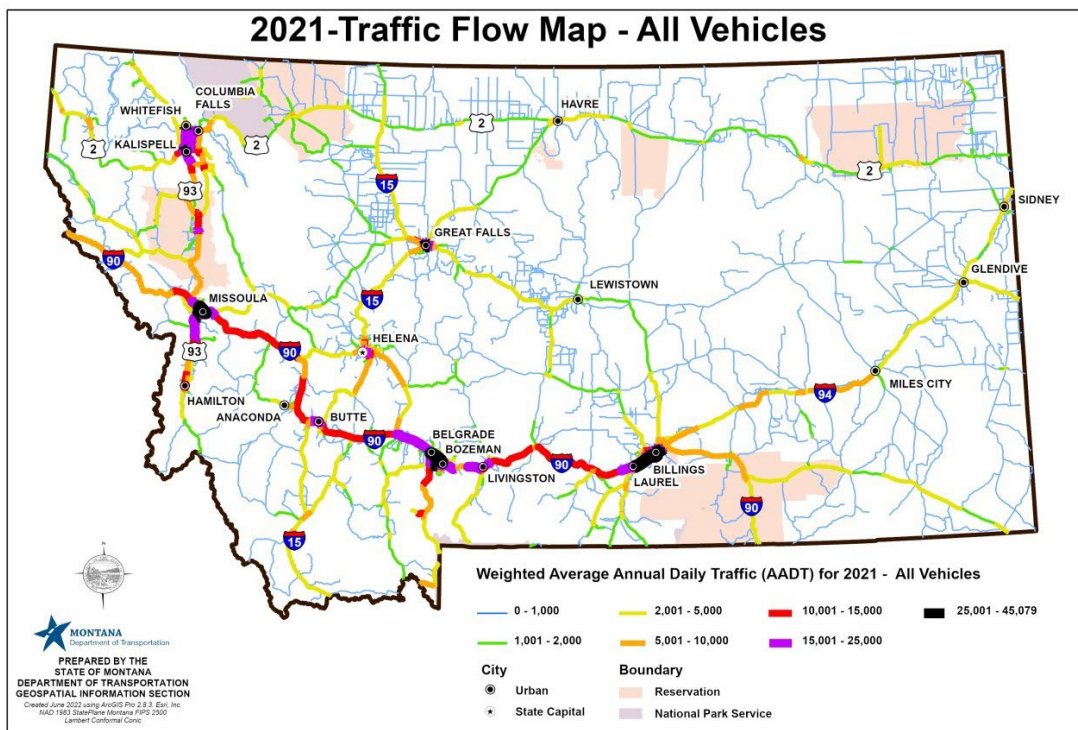 2021-Traffic Flow Map - All Vehicles
COLUMBIA
FALLS
WHITEFISH
HAVRE
2
KALISPELL
2
2
2
93
15
SIDNEY
GREAT FALLS
90
GLENDIVE
LEWISTOWN
MISSOULA
15
HELENA
93
90
MILES CITY
HAMILTON
94
ANACONDA
BUTTE
90
BELGRADE
BOZEMAN
90
BILLINGS
LIVINGSTON
LAUREL
90
15
N
Weighted Average Annual Daily Traffic (AADT) for 2021 - All Vehicles
0 - 1,000
2,001 - 5,000
10,001 - 15,000
25,001 - 45,079
1,001 - 2,000
5,001 - 10,000
15,001 - 25,000
City
Boundary
Urban
Reservation
State Capital
National Park Service
MONTANA
Department of Transportation
PREPARED BY THE
STATE OF MONTANA
DEPARTMENT OF TRANSPORTATION
GEOSPATIAL INFORMATION SECTION
Created June 2022 using ArcGIS Pro 2.8.3. Esri, Inc.
NAD 1983 StatePlane Montana FIPS 2500
Lambert Conformal Conic